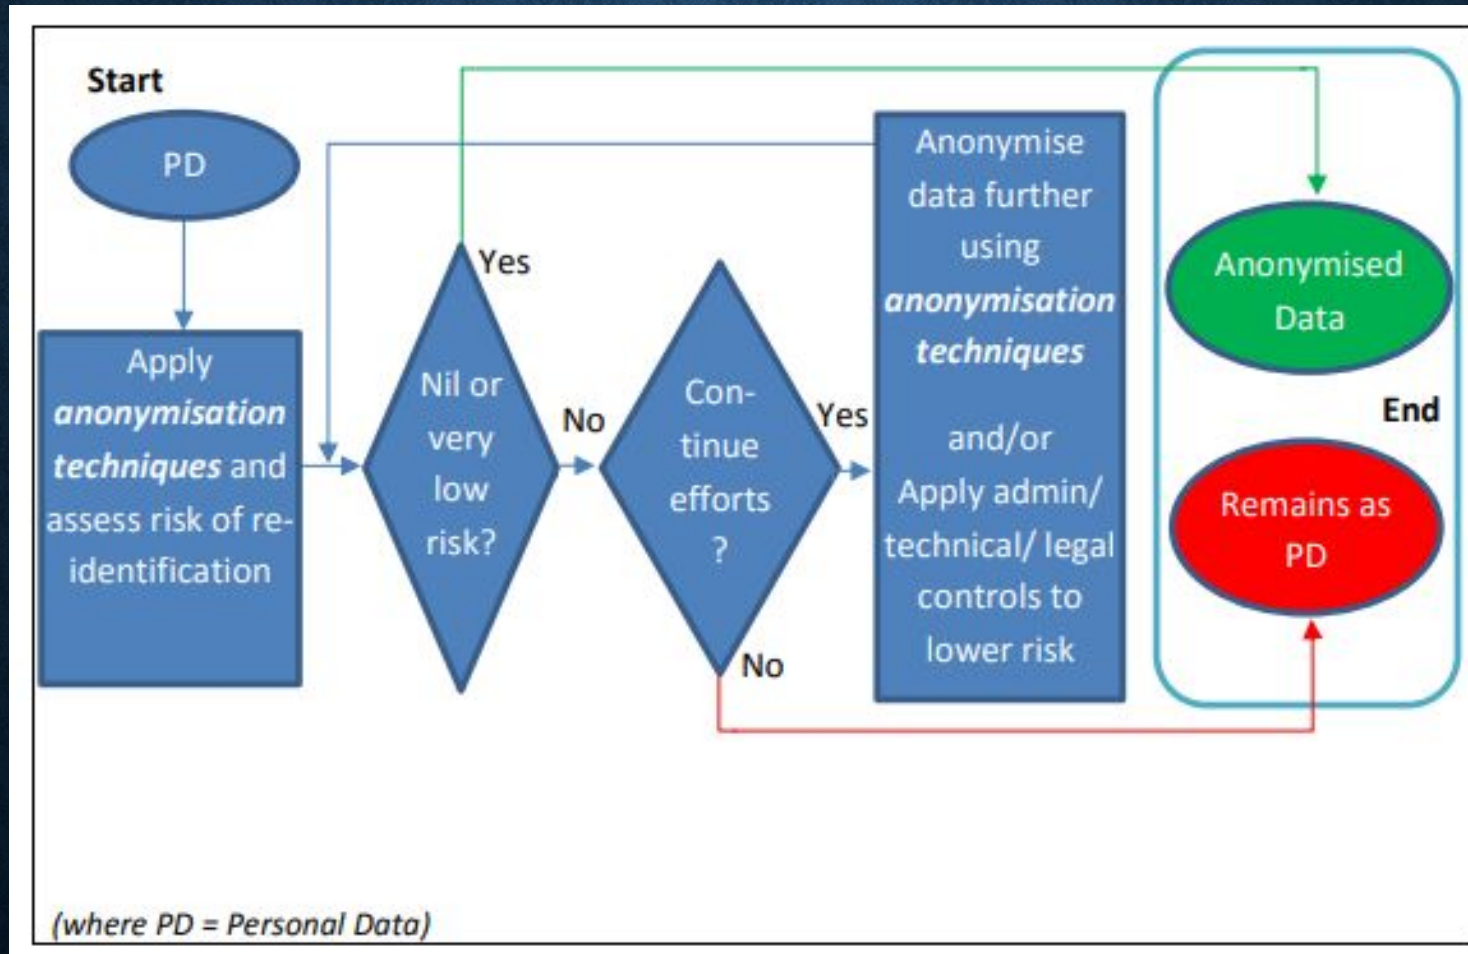 Start
PD
Apply
anonymisation
techniques and
assess risk of re-
identification
Nil or
very
low
risk?
Yes
No
Con-
tinue
efforts
?
Yes
No
Anonymise
data further
using
anonymisation
techniques
and/or
Apply admin/
technical/ legal
controls to
lower risk
Anonymised
Data
End
Remains as
PD
(where PD = Personal Data)